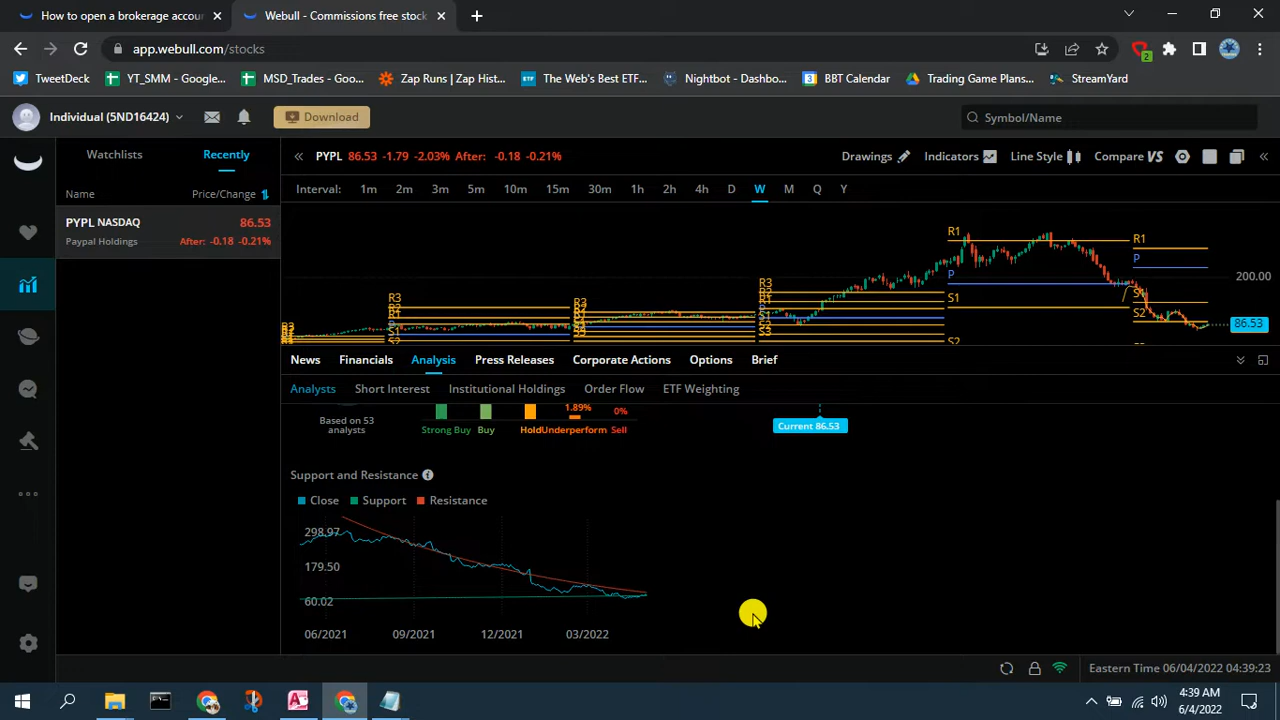 How to open a brokerage accour
Webull - Commissions free stock
app.webull.com/stocks
2
TweetDeck
YT_SMM - Google...
MSD_Trades - Goo...
Zap Runs | Zap Hist...
ETF
The Web's Best ETF...
Nightbot - Dashbo...
3
BBT Calendar
Trading Game Plans...
StreamYard
Individual (5ND16424)
Download
Symbol/Name
Watchlists
Recently
PYPL 86.53 -1.79 -2.03% After: -0.18 -0.21%
Drawings
Indicators
Line Style
Compare VS
Name
Price/Change
Interval: 1m 2m 3m 5m 10m 15m 30m 1h 2h 4h D W M Q Y
PYPL NASDAQ
86.53
Paypal Holdings
After: -0.18 -0.21%
R1
R1
P
P
200.00
R3
R3
R3
S1
S1
S2
S2
86.53
News
Financials
Analysis
Press Releases
Corporate Actions
Options
Brief
Analysts
Short Interest
Institutional Holdings
Order Flow
ETF Weighting
Based on 53
analysts
1.89%
0%
Strong Buy
Buy
Hold
Underperform
Sell
Current 86.53
Support and Resistance
Close
Support
Resistance
298.97
179.50
60.02
06/2021
09/2021
12/2021
03/2022
Eastern Time 06/04/2022 04:39:23
4:39 AM
6/4/2022